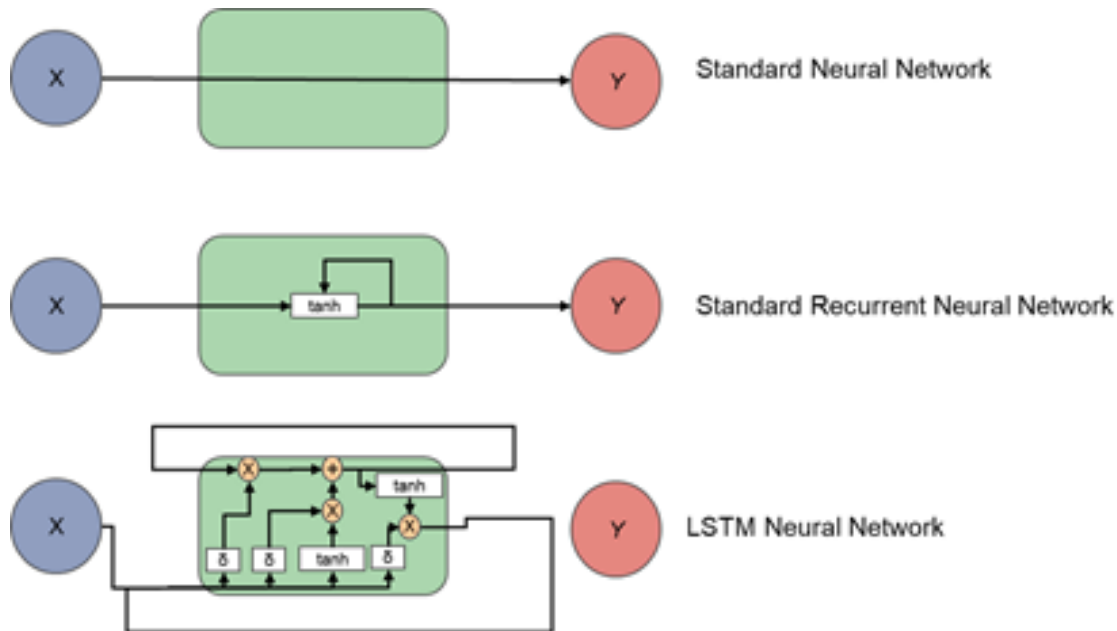 X
Y
Standard Neural Network
X
tanh
Y
Standard Recurrent Neural Network
X
X
+
tanh
X
X
δ
δ
tanh
δ
Y
LSTM Neural Network